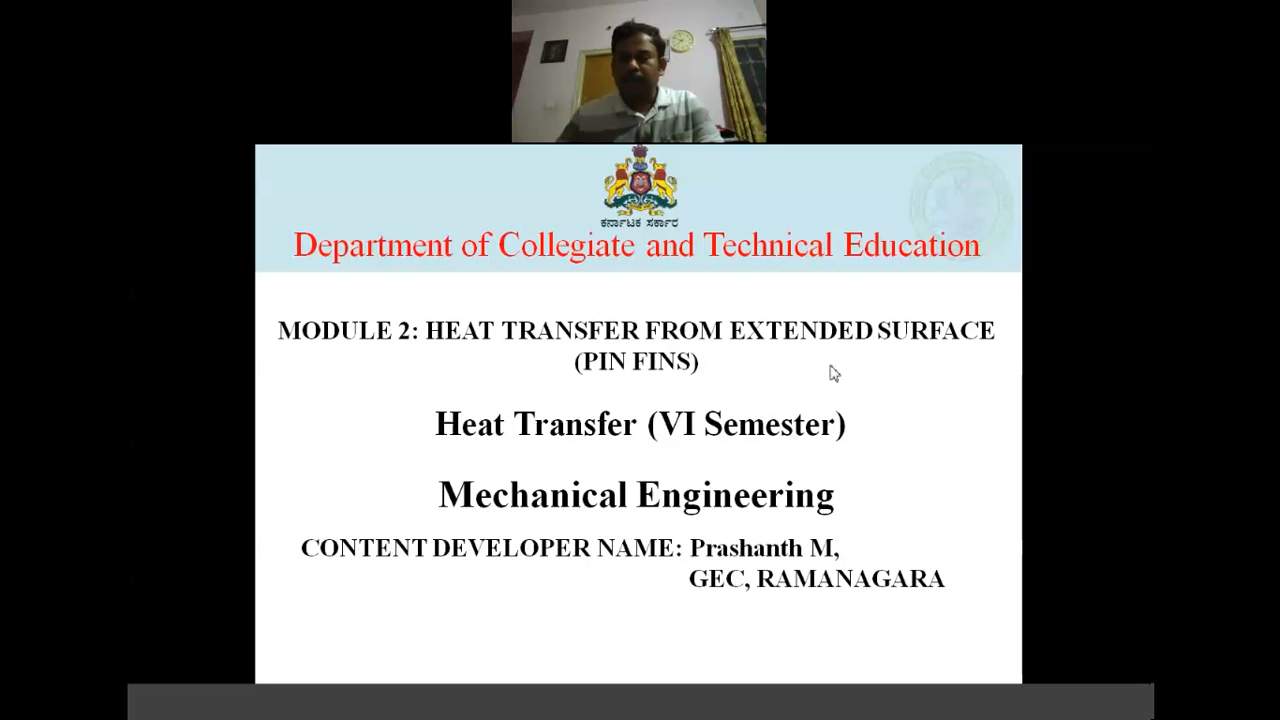 ಕರ್ನಾಟಕ ಸರ್ಕಾರ
Department of Collegiate and Technical Education
MODULE 2: HEAT TRANSFER FROM EXTENDED SURFACE
(PIN FINS)
Heat Transfer (VI Semester)
Mechanical Engineering
CONTENT DEVELOPER NAME: Prashanth M,
GEC, RAMANAGARA